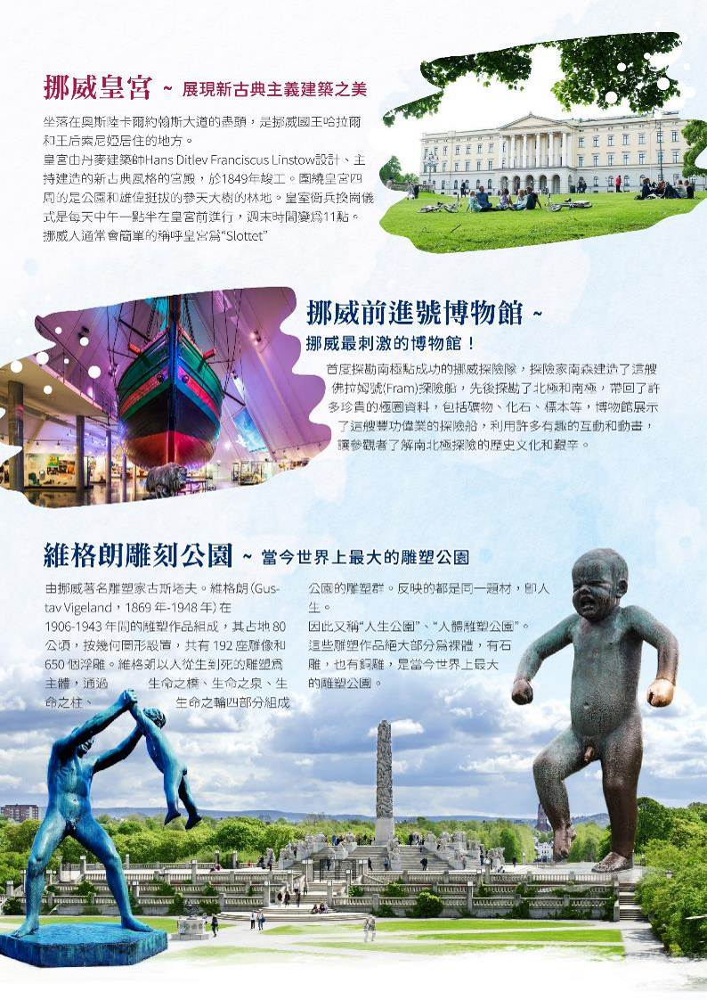 挪威皇宮 ~ 展現新古典主義建築之美
坐落在奧斯陸卡爾約翰斯大道的盡頭，是挪威國王哈拉爾
和王后索尼婭居住的地方。
皇宮由丹麥建築師Hans Ditlev Franciscus Linstow設計、主
持建造的新古典風格的宮殿，於1849年竣工。圍繞皇宮四
周的是公園和雄偉挺拔的參天大樹的林地。皇室衛兵換崗儀
式是每天中午一點半在皇宮前進行，週末時間變為11點。
挪威人通常會簡單的稱呼皇宮為“Slottet”
挪威前進號博物館 ~
挪威最刺激的博物館！
首度探勘南極點成功的挪威探險隊，探險家南森建造了這艘
佛拉姆號(Fram)探險船，先後探勘了北極和南極，帶回了許
多珍貴的極圈資料，包括礦物、化石、標本等，博物館展示
了這艘豐功偉業的探險船，利用許多有趣的互動和動畫，
讓參觀者了解南北極探險的歷史文化和艱辛。
維格朗雕刻公園 ~ 當今世界上最大的雕塑公園
由挪威著名雕塑家古斯塔夫。維格朗（Gus-
tav Vigeland，1869 年-1948 年）在
1906-1943 年間的雕塑作品組成，其占地 80
公頃，按幾何圖形設置，共有 192 座雕像和
650 個浮雕。維格朗以人從生到死的雕塑為
主體，通過 生命之橋、生命之泉、生
命之柱、 生命之輪四部分組成
公園的雕塑群。反映的都是同一題材，卽人
生。
因此又稱“人生公園”、“人體雕塑公園”。
這些雕塑作品絕大部分為裸體，有石
雕，也有銅雕，是當今世界上最大
的雕塑公園。